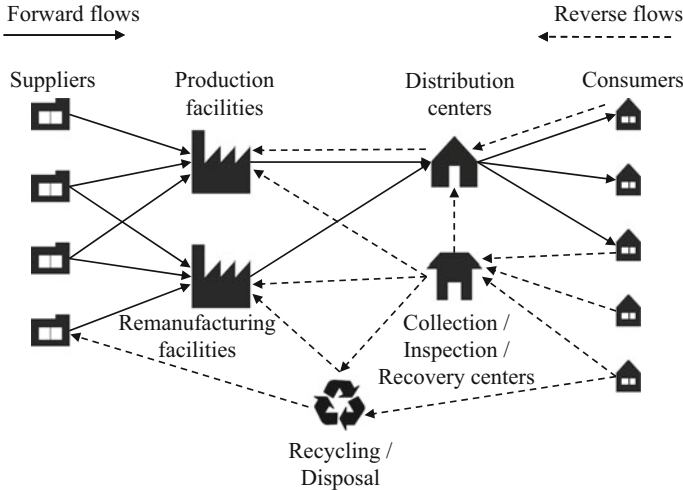 Forward flows
Reverse flows
Suppliers
Production
facilities
Distribution
centers
Consumers
Remanufacturing
facilities
Collection /
Inspection /
Recovery centers
Recycling /
Disposal